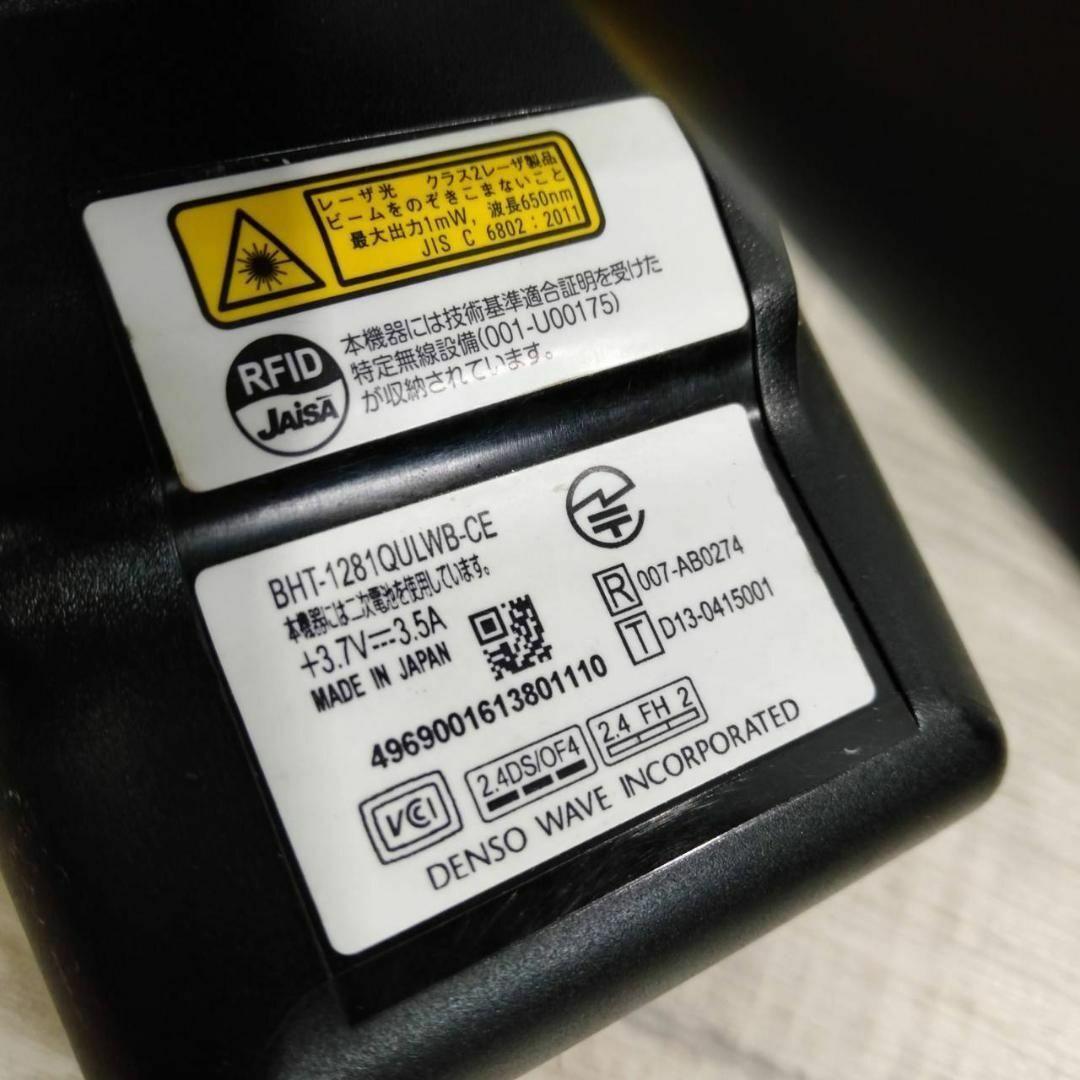 レーザ光 クラス2レーザ製品
ビームをのぞきこまないこと
最大出力1mW, 波長650nm
JIS C 6802:2011
RFID
JAISA
本機器には技術基準適合証明を受けた
特定無線設備(001-U00175)
が収納されています。
BHT-1281QULWB-CE
本機器には二次電池を使用しています。
+3.7V⎓3.5A
MADE IN JAPAN
R 007-AB0274
T D13-0415001
4969001613801110
VCCI
2.4DS/OF4
2.4 FH 2
DENSO WAVE INCORPORATED